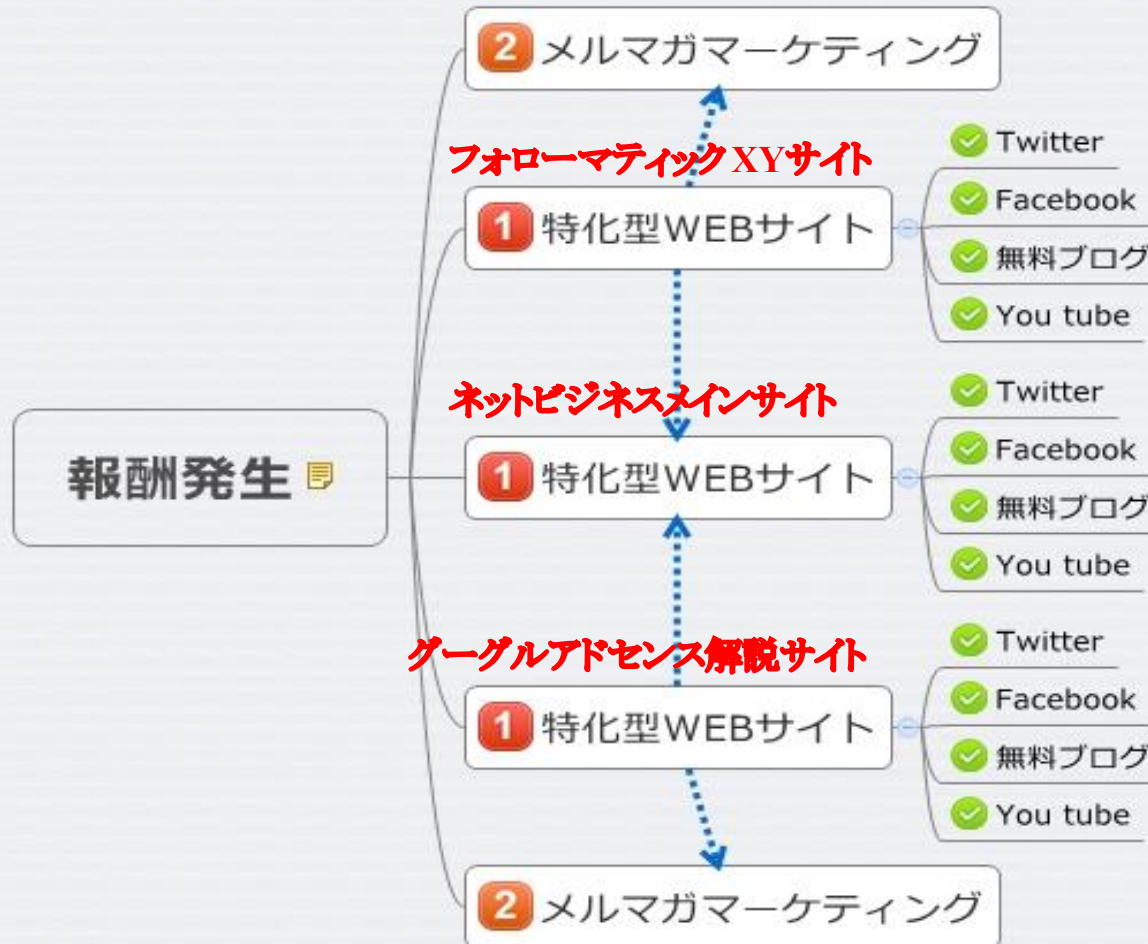 2 メルマガマーケティング
フォローマティックXYサイト
1 特化型WEBサイト
Twitter
Facebook
無料ブログ
You tube
ネットビジネスメインサイト
報酬発生
1 特化型WEBサイト
Twitter
Facebook
無料ブログ
You tube
グーグルアドセンス解説サイト
1 特化型WEBサイト
Twitter
Facebook
無料ブログ
You tube
2 メルマガマーケティング